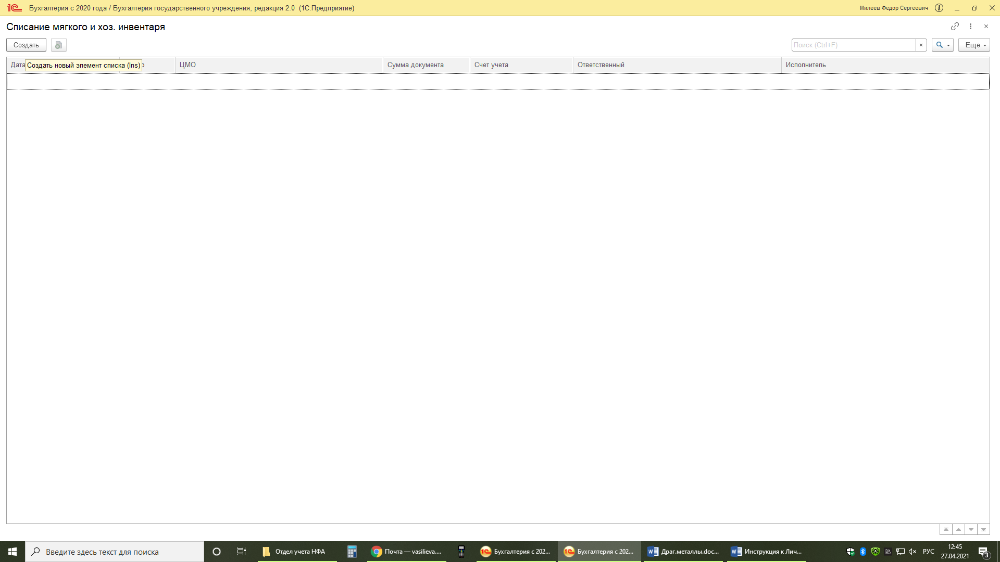 1С Бухгалтерия с 2020 года / Бухгалтерия государственного учреждения, редакция 2.0 (1С:Предприятие) Милеев Федор Сергеевич
Списание мягкого и хоз. инвентаря
Создать Поиск (Ctrl+F) × Еще
Дата ЦМО Сумма документа Счет учета Ответственный Исполнитель
Создать новый элемент списка (Ins)
Введите здесь текст для поиска Отдел учета НФА Почта — vasilieva.... Бухгалтерия с 202... Бухгалтерия с 202... Драг.металлы.doc... Инструкция к Лич... РУС 12:45
27.04.2021 3